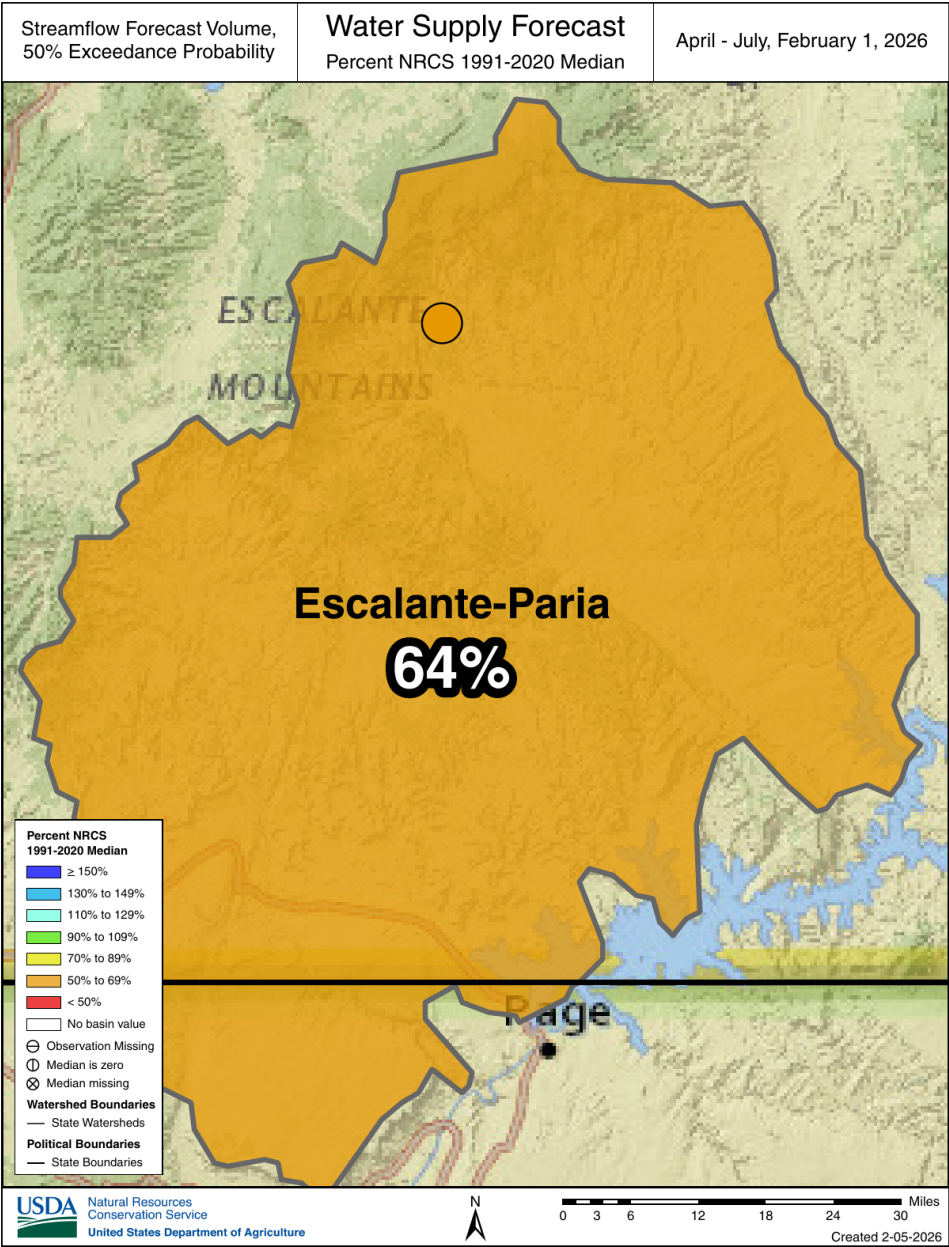 Streamflow Forecast Volume,
50% Exceedance Probability
Water Supply Forecast
Percent NRCS 1991-2020 Median
April - July, February 1, 2026
ESCALANTE
MOUNTAINS
Escalante-Paria
64%
Page
Percent NRCS
1991-2020 Median
≥ 150%
130% to 149%
110% to 129%
90% to 109%
70% to 89%
50% to 69%
< 50%
No basin value
Observation Missing
Median is zero
Median missing
Watershed Boundaries
State Watersheds
Political Boundaries
State Boundaries
USDA
Natural Resources
Conservation Service
United States Department of Agriculture
N
Miles
0 3 6 12 18 24 30
Created 2-05-2026